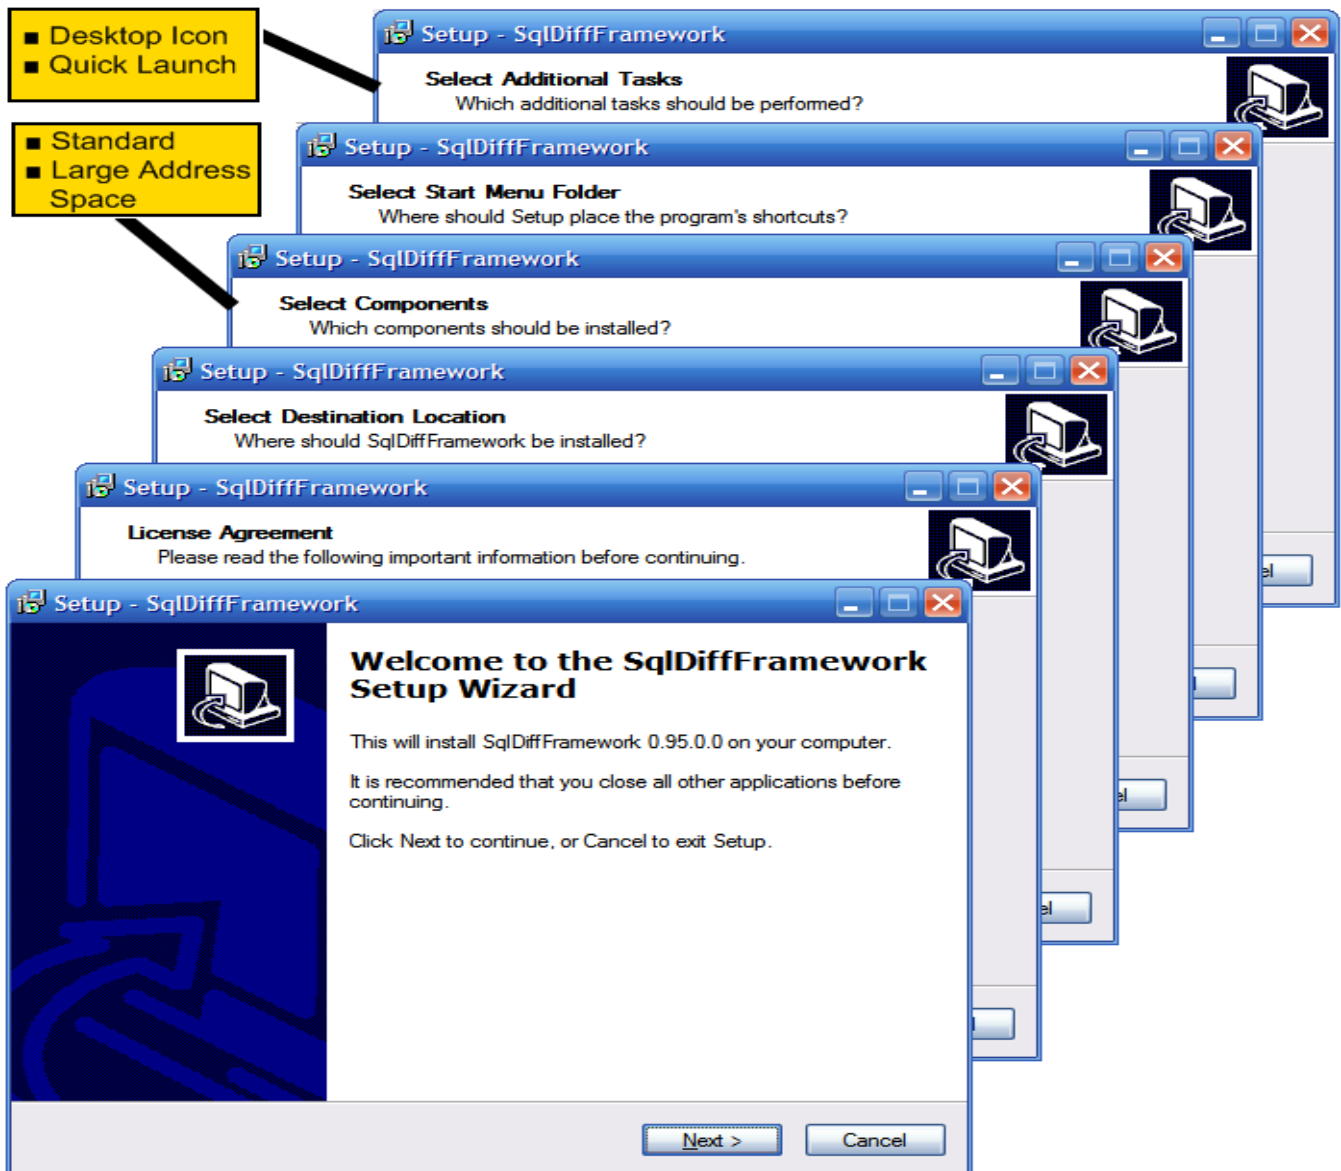 ■ Desktop Icon
■ Quick Launch
Setup - SqlDiffFramework
Select Additional Tasks
Which additional tasks should be performed?
■ Standard
■ Large Address
Space
Setup - SqlDiffFramework
Select Start Menu Folder
Where should Setup place the program's shortcuts?
Setup - SqlDiffFramework
Select Components
Which components should be installed?
Setup - SqlDiffFramework
Select Destination Location
Where should SqlDiffFramework be installed?
Setup - SqlDiffFramework
License Agreement
Please read the following important information before continuing.
Setup - SqlDiffFramework
Welcome to the SqlDiffFramework
Setup Wizard
This will install SqlDiffFramework 0.95.0.0 on your computer.
It is recommended that you close all other applications before
continuing.
Click Next to continue, or Cancel to exit Setup.
Next >
Cancel